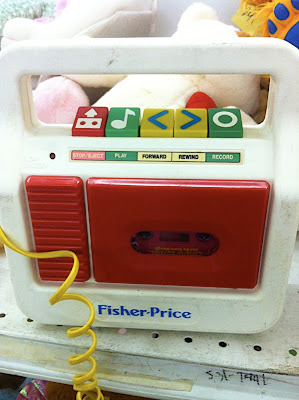 STOP/EJECT PLAY FORWARD REWIND RECORD
Fisher-Price